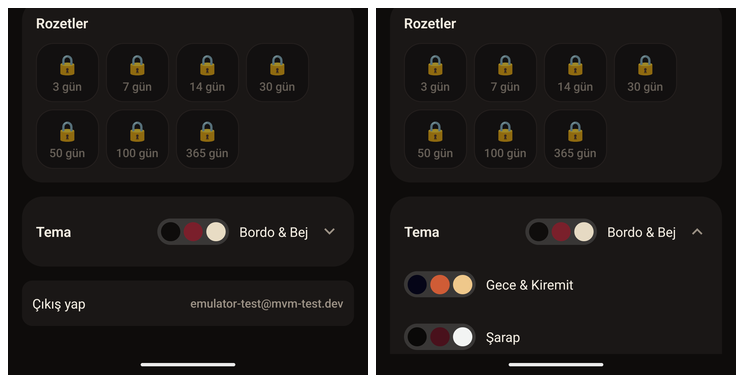 Rozetler
3 gün
7 gün
14 gün
30 gün
50 gün
100 gün
365 gün
Tema
Bordo & Bej
Çıkış yap
emulator-test@mvm-test.dev
Rozetler
3 gün
7 gün
14 gün
30 gün
50 gün
100 gün
365 gün
Tema
Bordo & Bej
Gece & Kiremit
Şarap